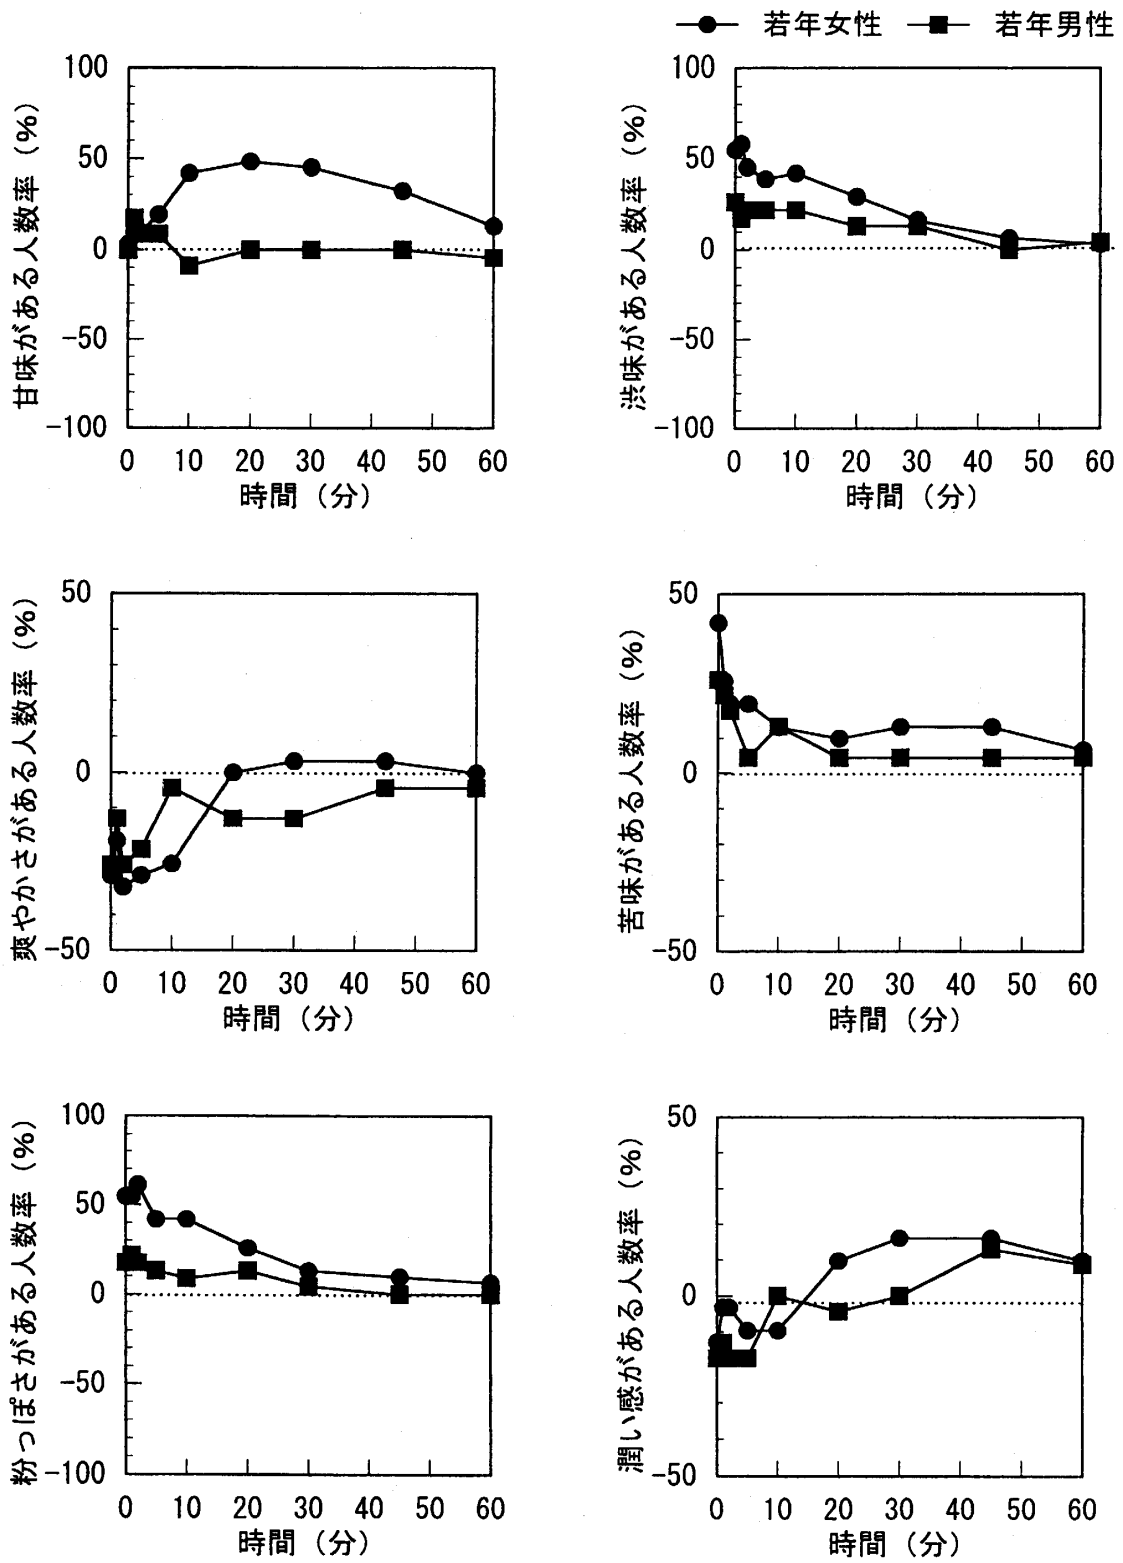 若年女性 若年男性
甘味がある人数率（%）
100
50
0
-50
-100
0 10 20 30 40 50 60
時間（分）
渋味がある人数率（%）
100
50
0
-50
-100
0 10 20 30 40 50 60
時間（分）
爽やかさがある人数率（%）
50
0
-50
0 10 20 30 40 50 60
時間（分）
苦味がある人数率（%）
50
0
-50
0 10 20 30 40 50 60
時間（分）
粉っぽさがある人数率（%）
100
50
0
-50
-100
0 10 20 30 40 50 60
時間（分）
潤い感がある人数率（%）
50
0
-50
0 10 20 30 40 50 60
時間（分）